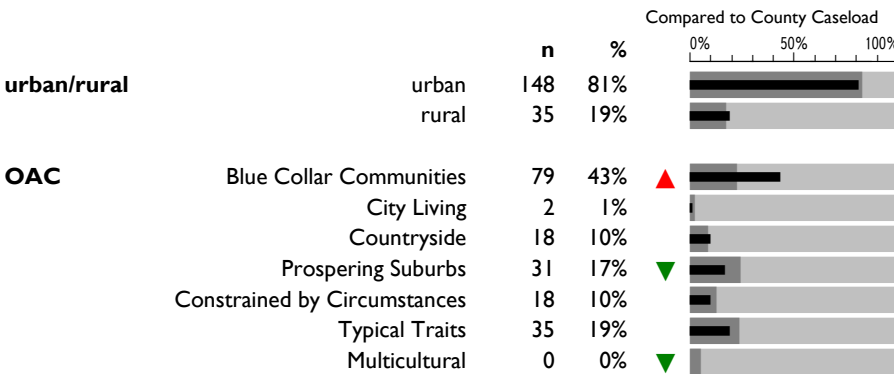 Compared to County Caseload
n % 0% 50% 100%
urban/rural urban 148 81%
rural 35 19%
OAC Blue Collar Communities 79 43%
City Living 2 1%
Countryside 18 10%
Prospering Suburbs 31 17%
Constrained by Circumstances 18 10%
Typical Traits 35 19%
Multicultural 0 0%